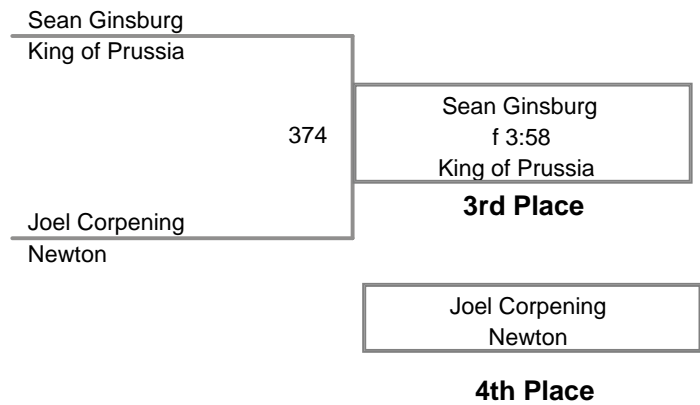 Sean Ginsburg
King of Prussia
374
Sean Ginsburg
f 3:58
King of Prussia
3rd Place
Joel Corpening
Newton
Joel Corpening
Newton
4th Place